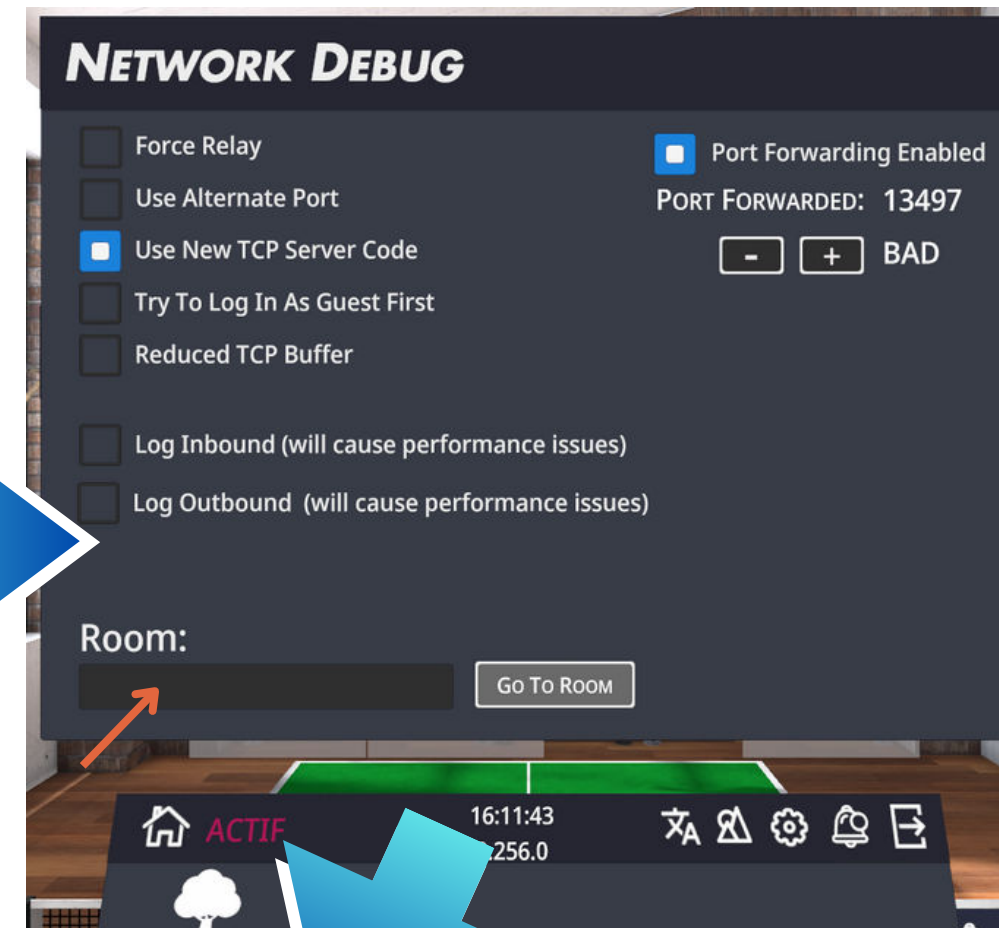 NETWORK DEBUG
Force Relay
Use Alternate Port
Use New TCP Server Code
Try To Log In As Guest First
Reduced TCP Buffer
Port Forwarding Enabled
PORT FORWARDED: 13497
- + BAD
Log Inbound (will cause performance issues)
Log Outbound (will cause performance issues)
Room:
GO TO ROOM
ACTIF
16:11:43
.256.0